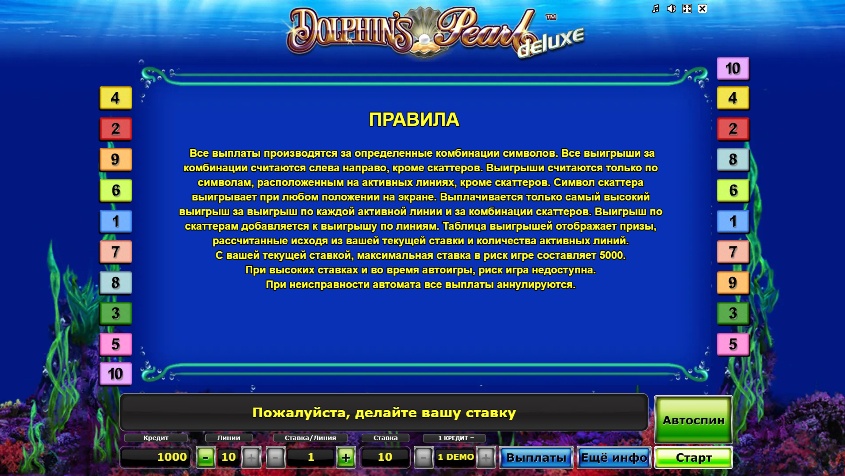 DOLPHIN'S Pearl™
deluxe
10
4
2
9
6
1
7
8
3
5
10
4
2
8
6
1
7
9
3
5
ПРАВИЛА
Все выплаты производятся за определенные комбинации символов. Все выигрыши за
комбинации считаются слева направо, кроме скаттеров. Выигрыши считаются только по
символам, расположенным на активных линиях, кроме скаттеров. Символ скаттера
выигрывает при любом положении на экране. Выплачивается только самый высокий
выигрыш за выигрыш по каждой активной линии и за комбинации скаттеров. Выигрыш по
скаттерам добавляется к выигрышу по линиям. Таблица выигрышей отображает призы,
рассчитанные исходя из вашей текущей ставки и количества активных линий.
С вашей текущей ставкой, максимальная ставка в риск игре составляет 5000.
При высоких ставках и во время автоигры, риск игра недоступна.
При неисправности автомата все выплаты аннулируются.
Пожалуйста, делайте вашу ставку
Автоспин
Кредит Линии Ставка/Линия Ставка 1 КРЕДИТ =
1000 - 10 - - 1 + 10 - 1 DEMO + Выплаты Ещё инфо Старт